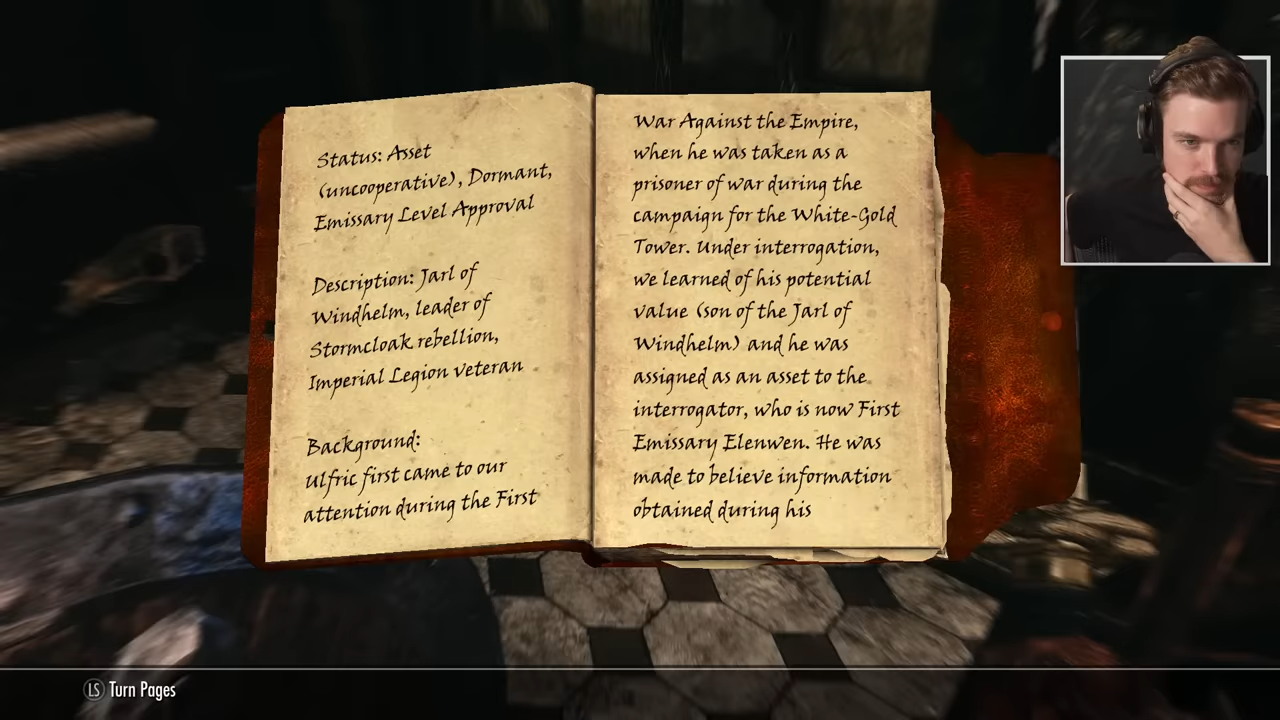 Status: Asset
(uncooperative), Dormant,
Emissary Level Approval
Description: Jarl of
Windhelm, leader of
Stormcloak rebellion,
Imperial Legion veteran
Background:
Ulfric first came to our
attention during the First
War Against the Empire,
when he was taken as a
prisoner of war during the
campaign for the White-Gold
Tower. Under interrogation,
we learned of his potential
value (son of the Jarl of
Windhelm) and he was
assigned as an asset to the
interrogator, who is now First
Emissary Elenwen. He was
made to believe information
obtained during his
LS Turn Pages